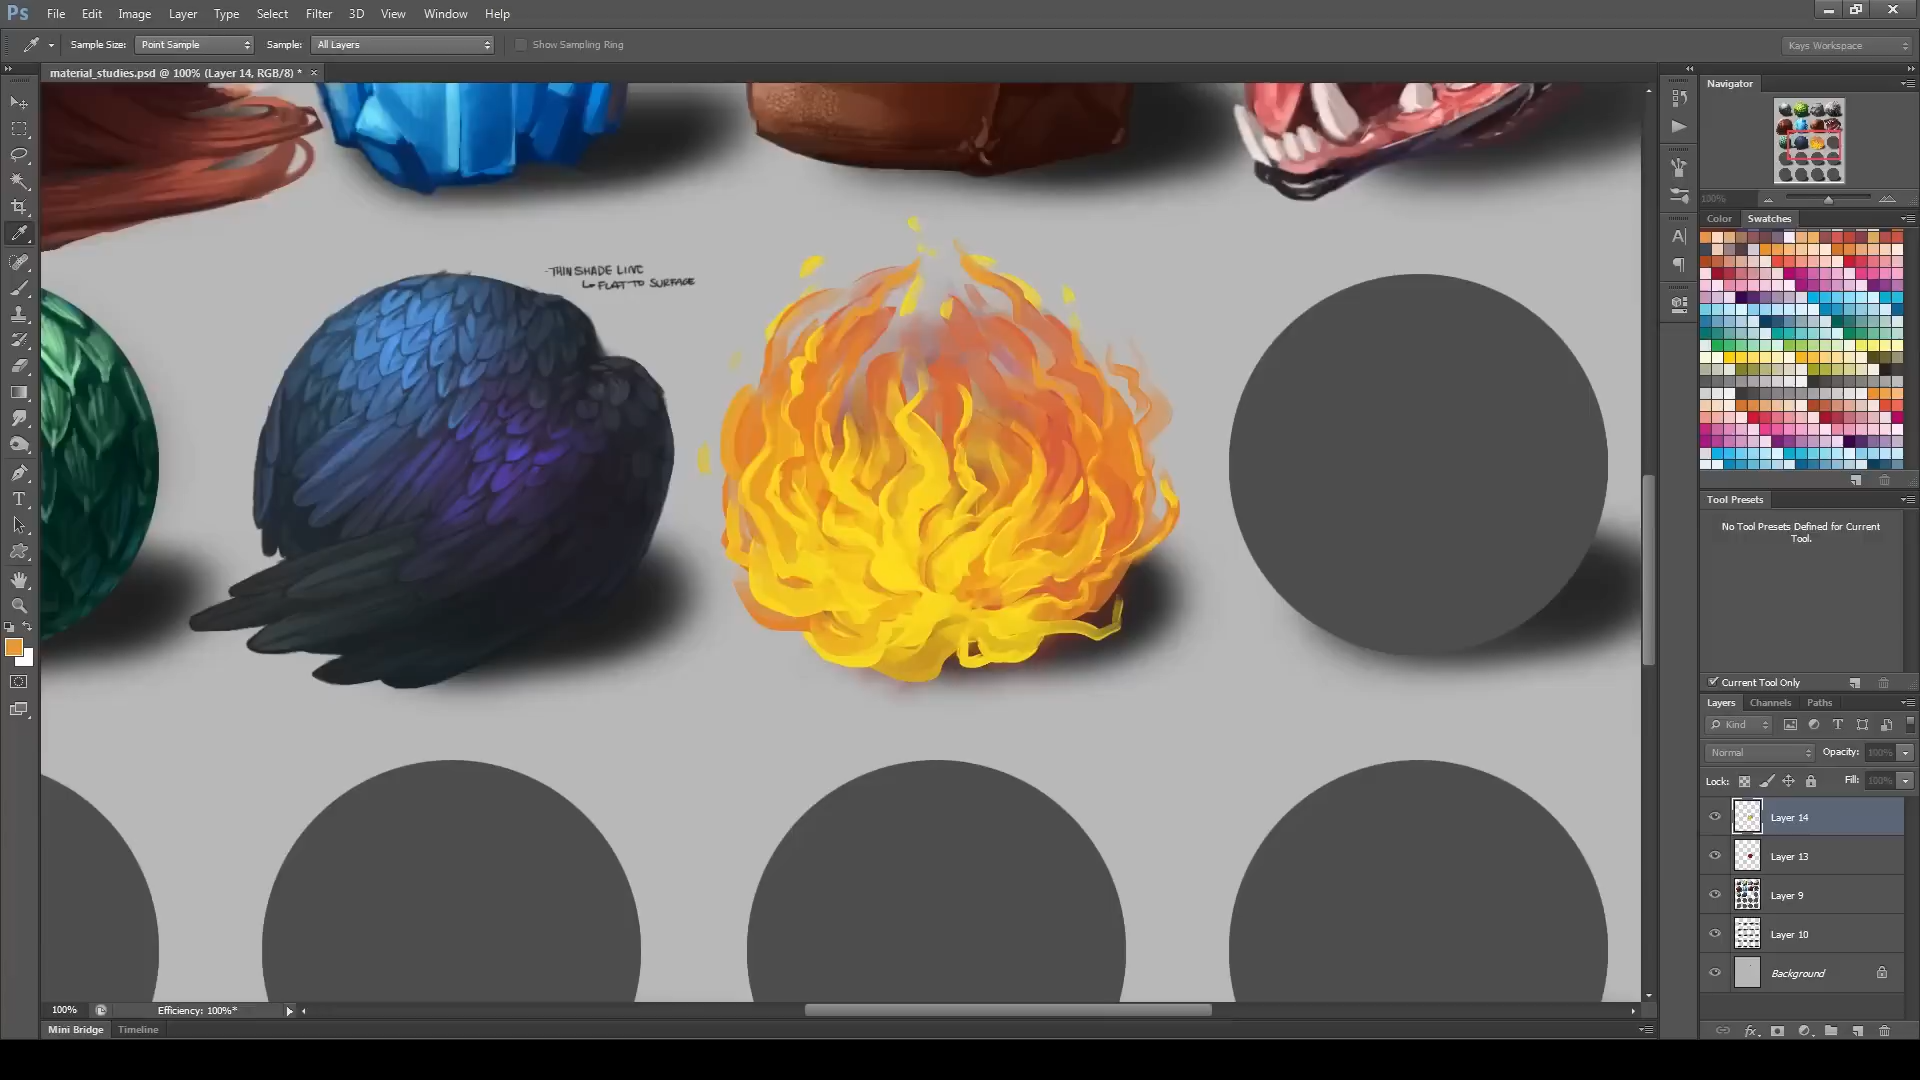 Ps File Edit Image Layer Type Select Filter 3D View Window Help
Sample Size: Point Sample Sample: All Layers Show Sampling Ring Kays Workspace
material_studies.psd @ 100% (Layer 14, RGB/8) * ×
Navigator
100%
Color Swatches
-THIN SHADE LINE
↳ FLAT TO SURFACE
Tool Presets
No Tool Presets Defined for Current
Tool.
Current Tool Only
Layers Channels Paths
Kind
Normal Opacity: 100%
Lock: Fill: 100%
Layer 14
Layer 13
Layer 9
Layer 10
Background
100% Efficiency: 100%*
Mini Bridge Timeline